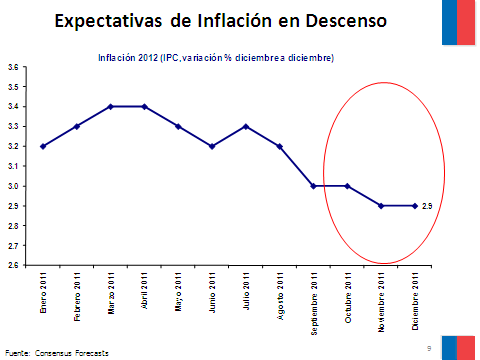 Expectativas de Inflación en Descenso
Inflación 2012 (IPC, variación % diciembre a diciembre)
3.6
3.5
3.4
3.3
3.2
3.1
3.0
2.9
2.8
2.7
2.6
2.9
Enero 2011
Febrero 2011
Marzo 2011
Abril 2011
Mayo 2011
Junio 2011
Julio 2011
Agosto 2011
Septiembre 2011
Octubre 2011
Noviembre 2011
Diciembre 2011
Fuente: Consensus Forecasts
9